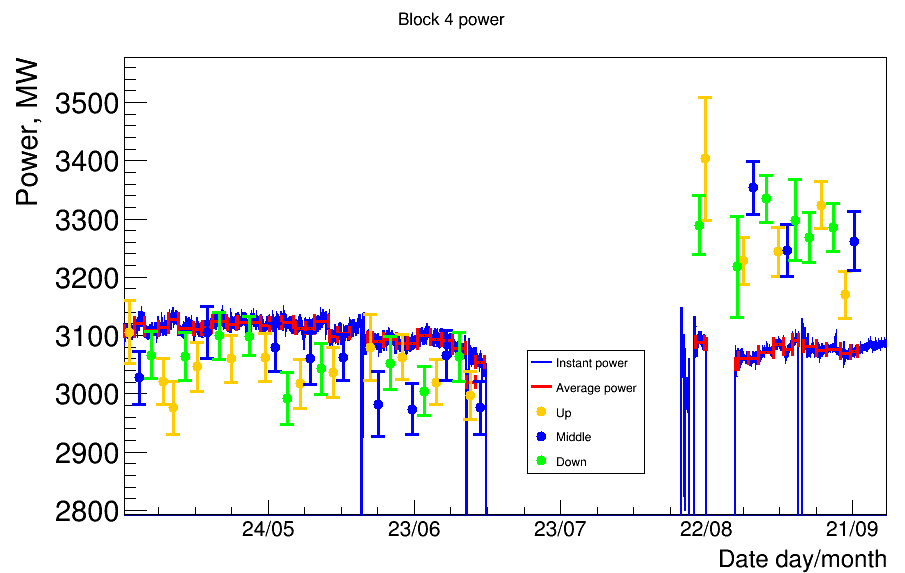 Block 4 power
Power, MW
3500
3400
3300
3200
3100
3000
2900
2800
Instant power
Average power
Up
Middle
Down
24/05 23/06 23/07 22/08 21/09
Date day/month